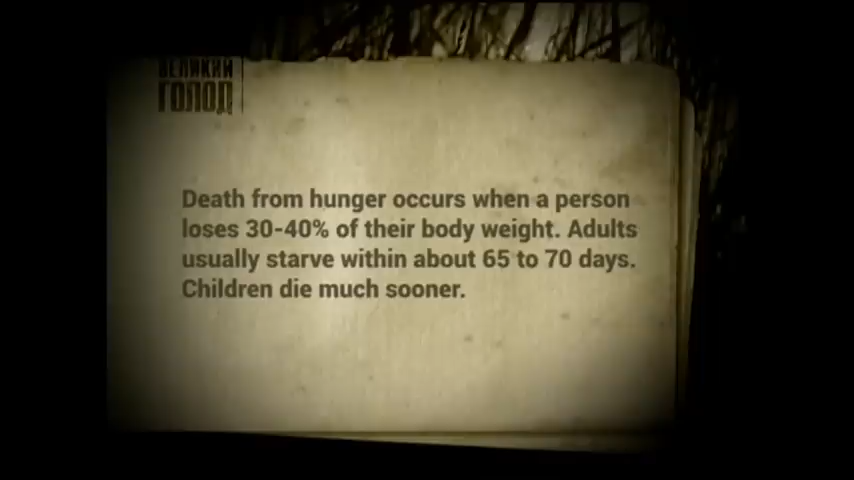 ВЕЛИКИЙ
ГОЛОД
Death from hunger occurs when a person
loses 30-40% of their body weight. Adults
usually starve within about 65 to 70 days.
Children die much sooner.